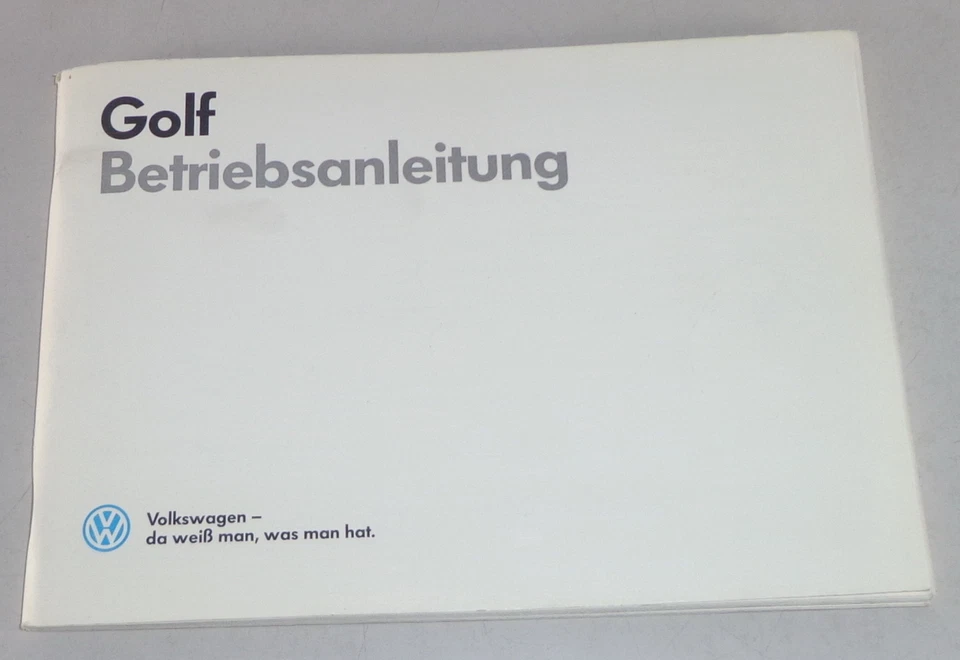 Golf
Betriebsanleitung
Volkswagen –
da weiß man, was man hat.